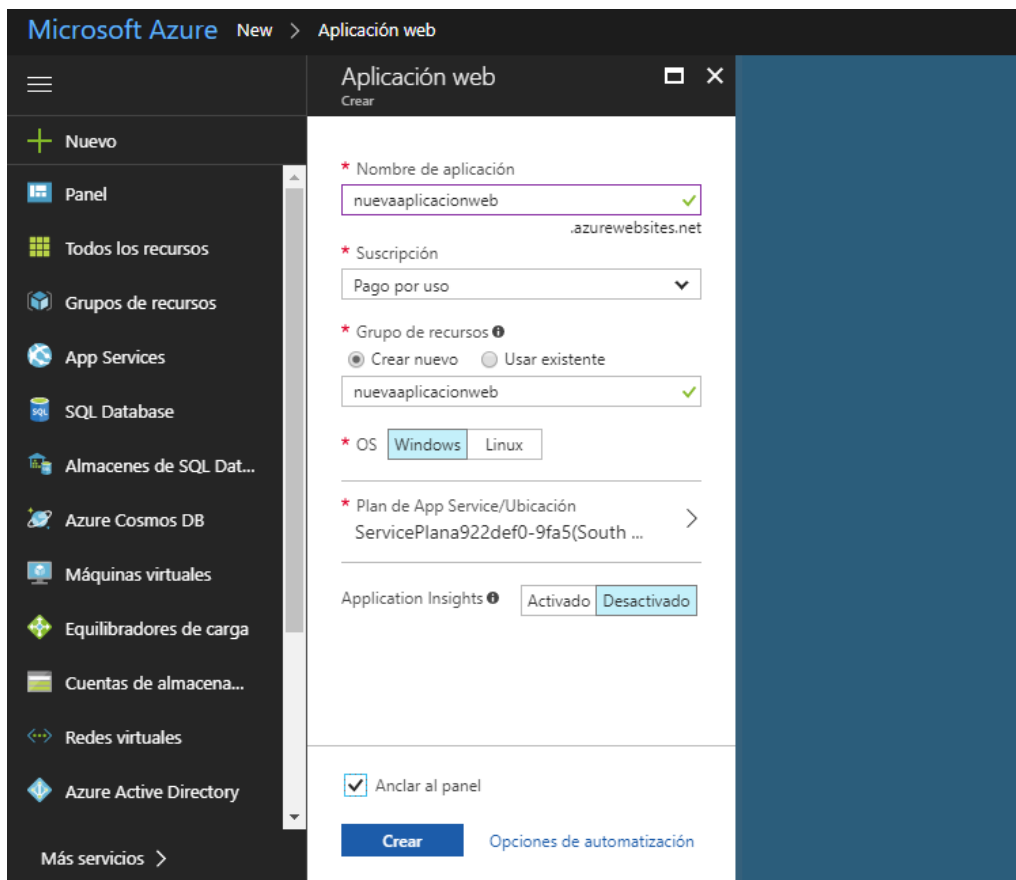 Microsoft Azure New > Aplicación web
Aplicación web
Crear
Nuevo
Panel
Todos los recursos
Grupos de recursos
App Services
SQL Database
Almacenes de SQL Dat...
Azure Cosmos DB
Máquinas virtuales
Equilibradores de carga
Cuentas de almacena...
Redes virtuales
Azure Active Directory
Más servicios >
* Nombre de aplicación
nuevaaplicacionweb
.azurewebsites.net
* Suscripción
Pago por uso
* Grupo de recursos
Crear nuevo Usar existente
nuevaaplicacionweb
* OS Windows Linux
* Plan de App Service/Ubicación
ServicePlana922def0-9fa5(South ...
Application Insights Activado Desactivado
Anclar al panel
Crear Opciones de automatización